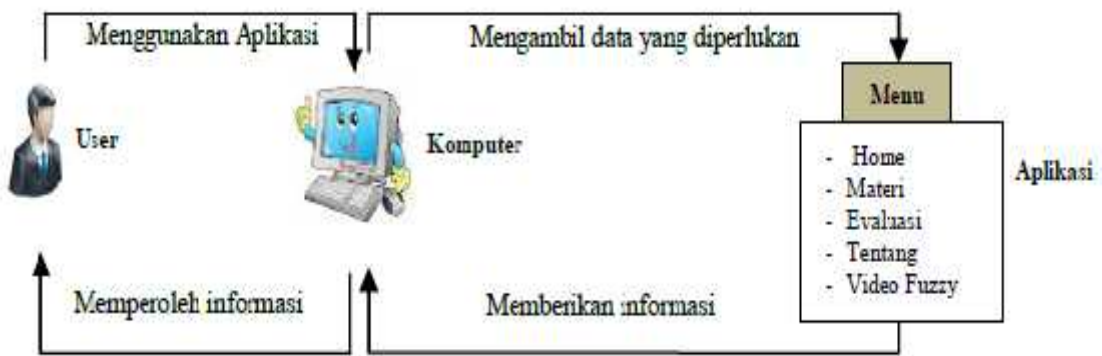 Menggunakan Aplikasi
Mengambil data yang diperlukan
Menu
User
Komputer
- Home
- Materi
- Evaluasi
- Tentang
- Video Fuzzy
Aplikasi
Memperoleh informasi
Memberikan informasi